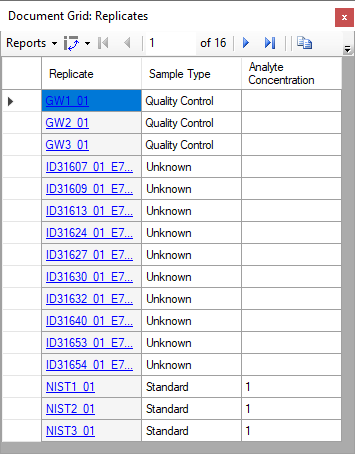 Document Grid: Replicates x
Reports 1 of 16
Replicate Sample Type Analyte Concentration
GW1_01 Quality Control
GW2_01 Quality Control
GW3_01 Quality Control
ID31607_01_E7... Unknown
ID31609_01_E7... Unknown
ID31613_01_E7... Unknown
ID31624_01_E7... Unknown
ID31627_01_E7... Unknown
ID31630_01_E7... Unknown
ID31632_01_E7... Unknown
ID31640_01_E7... Unknown
ID31653_01_E7... Unknown
ID31654_01_E7... Unknown
NIST1_01 Standard 1
NIST2_01 Standard 1
NIST3_01 Standard 1